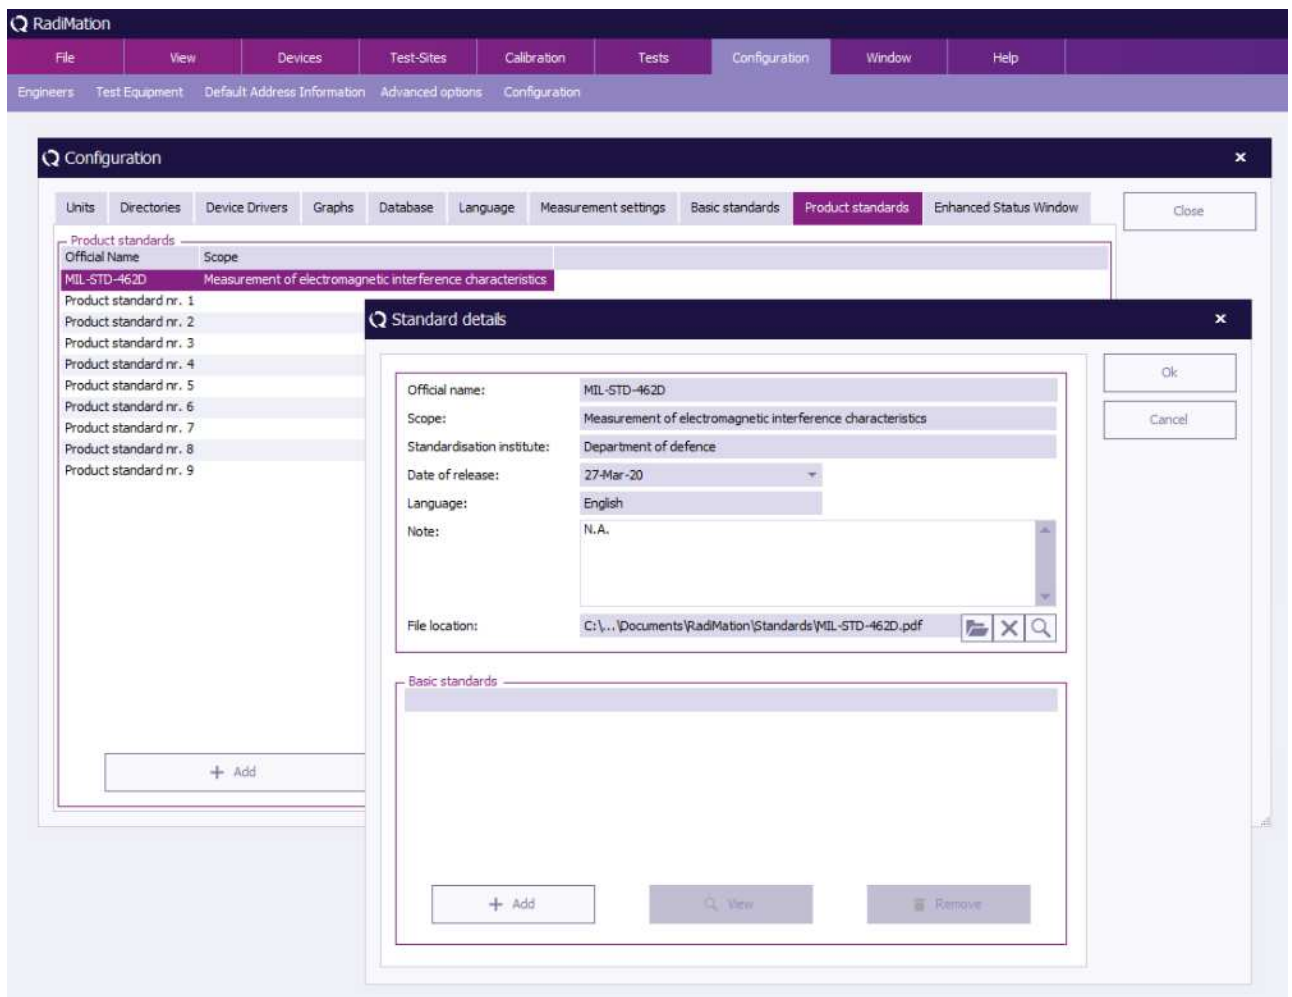 RadiMation
File View Devices Test-Sites Calibration Tests Configuration Window Help
Engineers Test Equipment Default Address Information Advanced options Configuration
Configuration
Units Directories Device Drivers Graphs Database Language Measurement settings Basic standards Product standards Enhanced Status Window
Close
Product standards
Official Name Scope
MIL-STD-462D Measurement of electromagnetic interference characteristics
Product standard nr. 1
Product standard nr. 2
Product standard nr. 3
Product standard nr. 4
Product standard nr. 5
Product standard nr. 6
Product standard nr. 7
Product standard nr. 8
Product standard nr. 9
Add
Standard details
Ok
Cancel
Official name: MIL-STD-462D
Scope: Measurement of electromagnetic interference characteristics
Standardisation institute: Department of defence
Date of release: 27-Mar-20
Language: English
Note: N.A.
File location: C:\...\Documents\RadiMation\Standards\MIL-STD-462D.pdf
Basic standards
Add View Remove